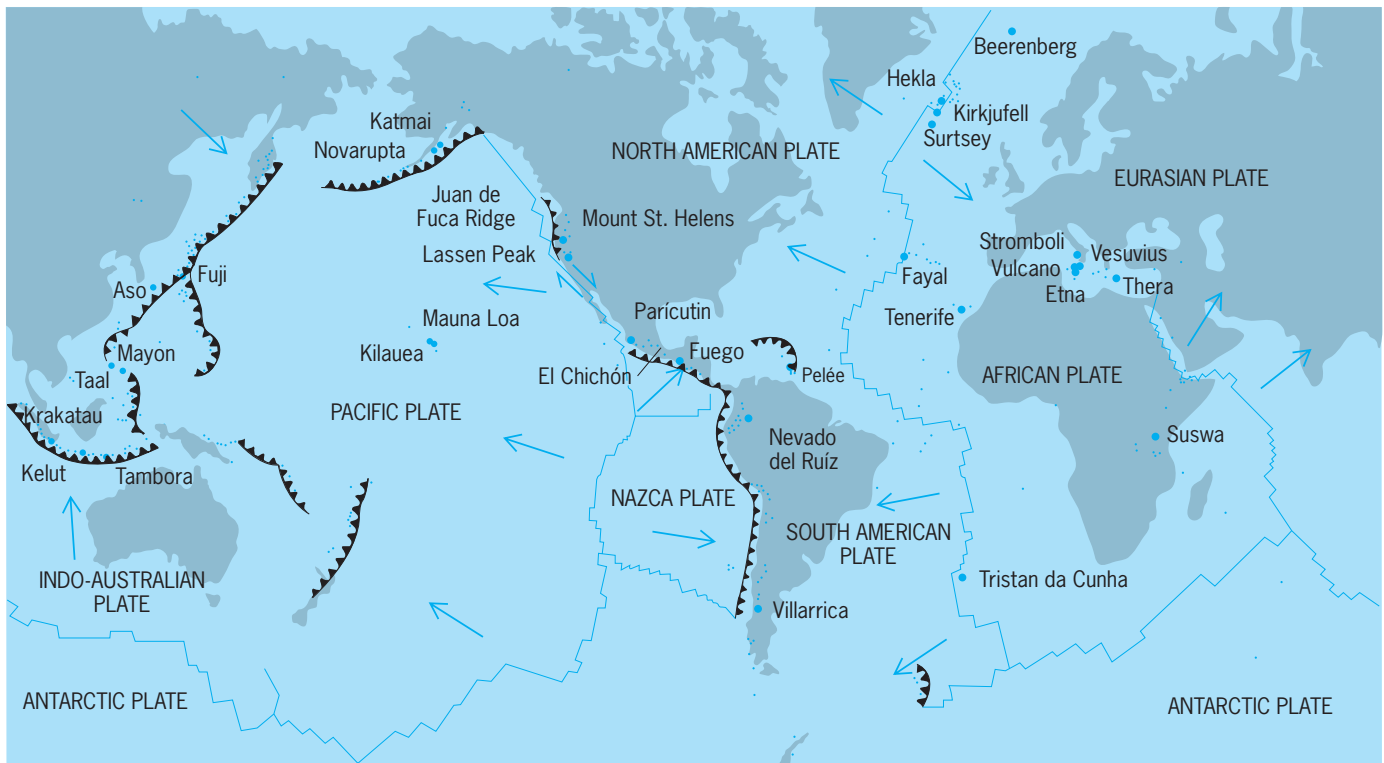 Beerenberg
Hekla
Kirkjufell
Surtsey
Katmai
Novarupta
NORTH AMERICAN PLATE
EURASIAN PLATE
Juan de
Fuca Ridge
Mount St. Helens
Lassen Peak
Stromboli
Vesuvius
Vulcano
Etna
Thera
Fayal
Tenerife
Fuji
Aso
Mauna Loa
Kilauea
Parícutin
Fuego
El Chichón
Pelée
Mayon
Taal
AFRICAN PLATE
PACIFIC PLATE
Krakatau
Kelut
Tambora
Nevado
del Ruíz
Suswa
NAZCA PLATE
SOUTH AMERICAN
PLATE
INDO-AUSTRALIAN
PLATE
Tristan da Cunha
Villarrica
ANTARCTIC PLATE
ANTARCTIC PLATE